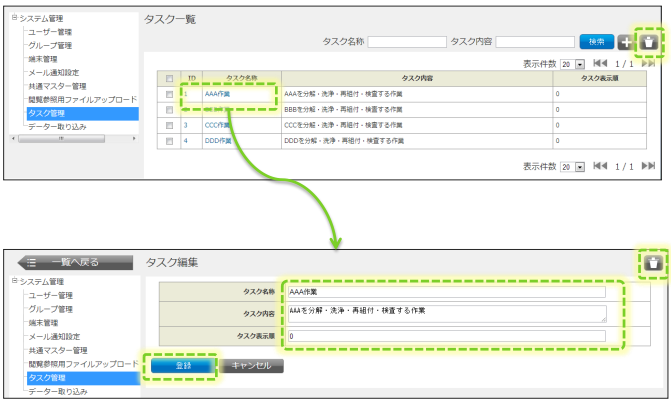 システム管理
ユーザー管理
グループ管理
端末管理
メール通知設定
共通マスター管理
閲覧参照用ファイルアップロード
タスク管理
データー取り込み
タスク一覧
タスク名称 タスク内容 検索
表示件数 20 1 / 1
ID タスク名称 タスク内容 タスク表示順
1 AAA作業 AAAを分解・洗浄・再組付・検査する作業 0
BBBを分解・洗浄・再組付・検査する作業 0
3 CCC作業 CCCを分解・洗浄・再組付・検査する作業 0
4 DDD作業 DDDを分解・洗浄・再組付・検査する作業 0
表示件数 20 1 / 1
一覧へ戻る
システム管理
ユーザー管理
グループ管理
端末管理
メール通知設定
共通マスター管理
閲覧参照用ファイルアップロード
タスク管理
データー取り込み
タスク編集
タスク名称 AAA作業
タスク内容 AAAを分解・洗浄・再組付・検査する作業
タスク表示順 0
登録 キャンセル